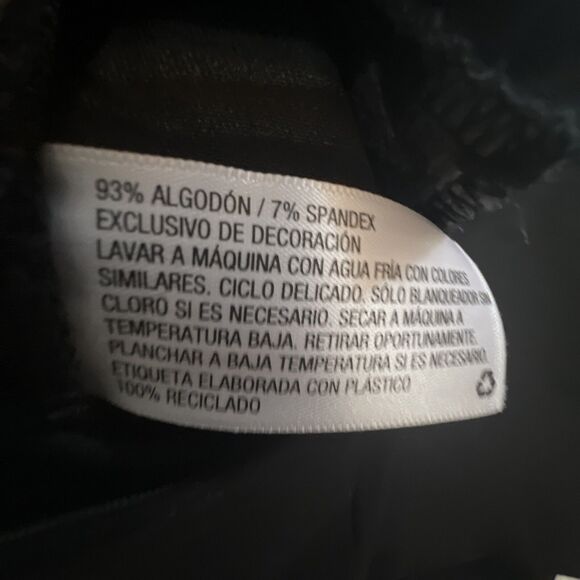 93% ALGODÓN / 7% SPANDEX
EXCLUSIVO DE DECORACIÓN
LAVAR A MÁQUINA CON AGUA FRÍA CON COLORES
SIMILARES. CICLO DELICADO. SÓLO BLANQUEADOR SIN
CLORO SI ES NECESARIO. SECAR A MÁQUINA A
TEMPERATURA BAJA. RETIRAR OPORTUNAMENTE.
PLANCHAR A BAJA TEMPERATURA SI ES NECESARIO.
ETIQUETA ELABORADA CON PLÁSTICO
100% RECICLADO